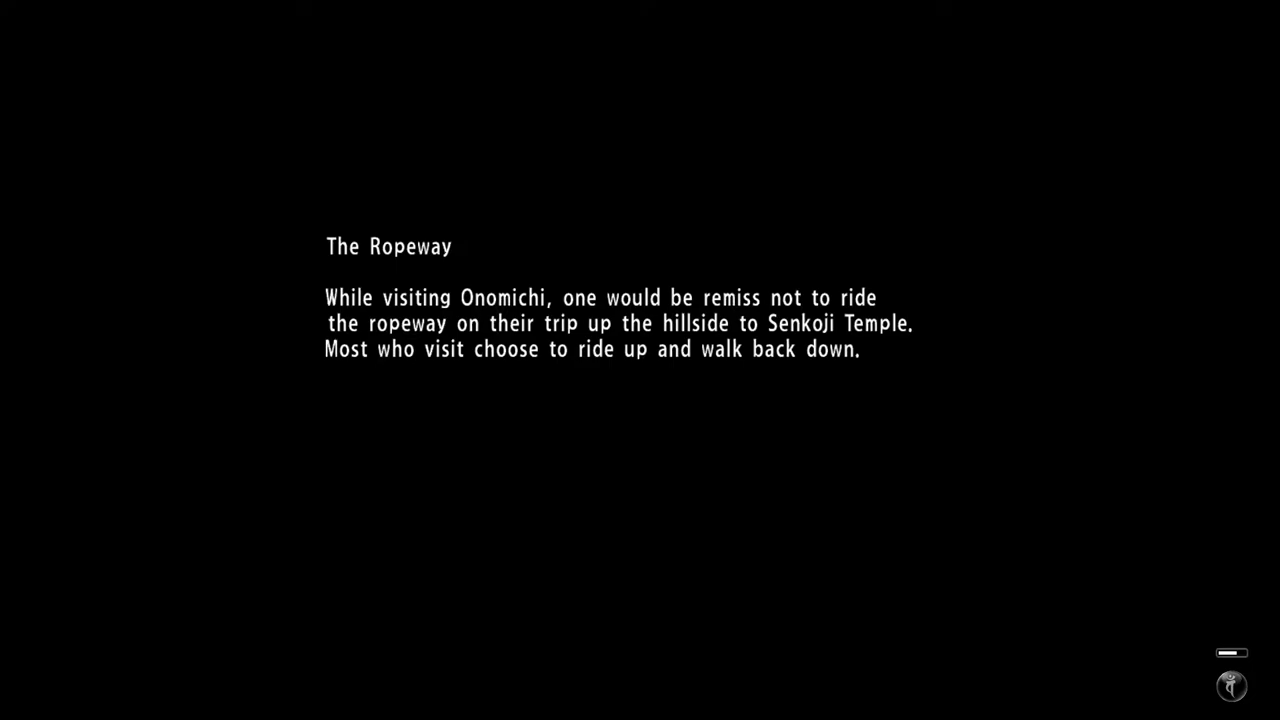 The Ropeway
While visiting Onomichi, one would be remiss not to ride
the ropeway on their trip up the hillside to Senkoji Temple.
Most who visit choose to ride up and walk back down.